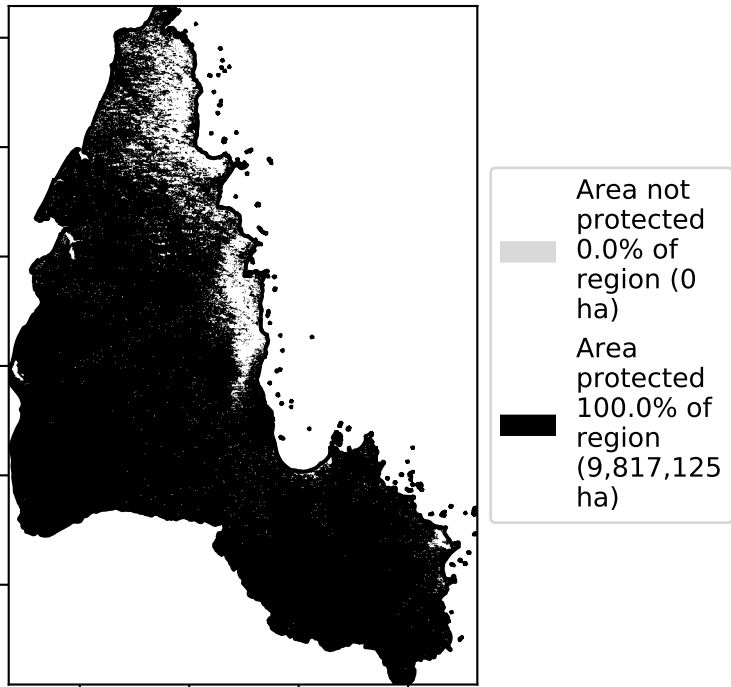 Area not
protected
0.0% of
region (0
ha)
Area
protected
100.0% of
region
(9,817,125
ha)